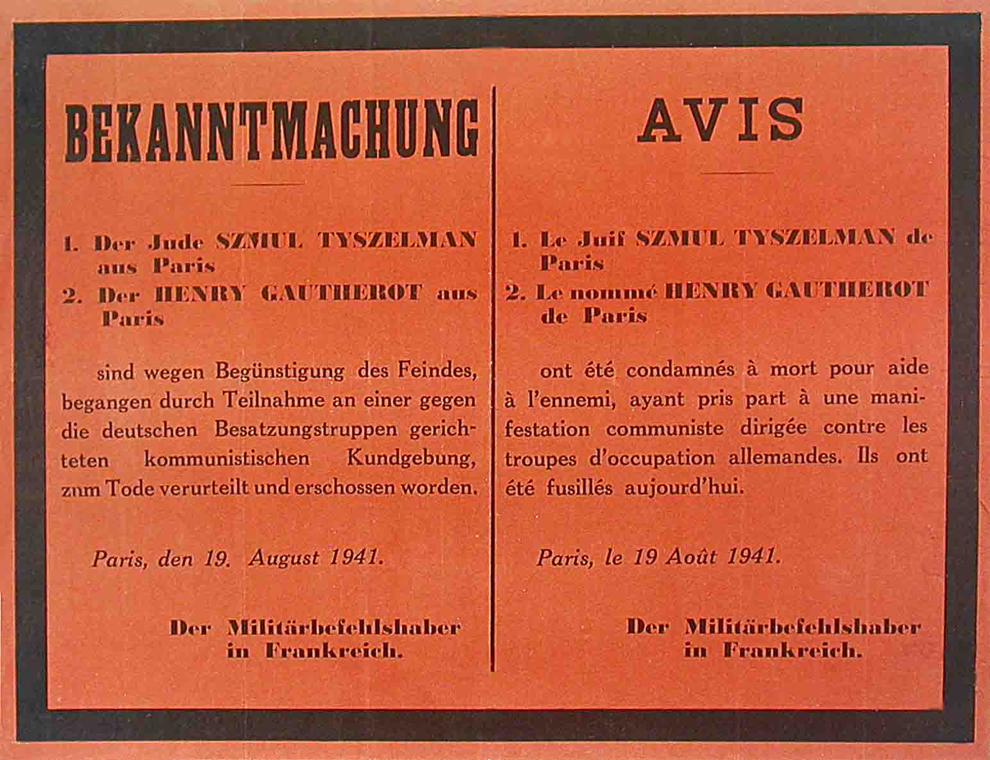 BEKANNTMACHUNG
1. Der Jude SZMUL TYSZELMAN
aus Paris
2. Der HENRY GAUTHEROT aus
Paris
sind wegen Begünstigung des Feindes,
begangen durch Teilnahme an einer gegen
die deutschen Besatzungstruppen gerich-
teten kommunistischen Kundgebung,
znm Tode verurteilt und erschossen worden.
Paris, den 19. August 1941.
Der Militärbefehlshaber
in Frankreich.
AVIS
1. Le Juif SZMUL TYSZELMAN de
Paris
2. Le nommé HENRY GAUTHEROT
de Paris
ont été condamnés à mort pour aide
à l'ennemi, ayant pris part à une mani-
festation communiste dirigée contre les
troupes d'occupation allemandes. Ils ont
été fusillés aujourd'hui.
Paris, le 19 Août 1941.
Der Militärbefehlshaber
in Frankreich.